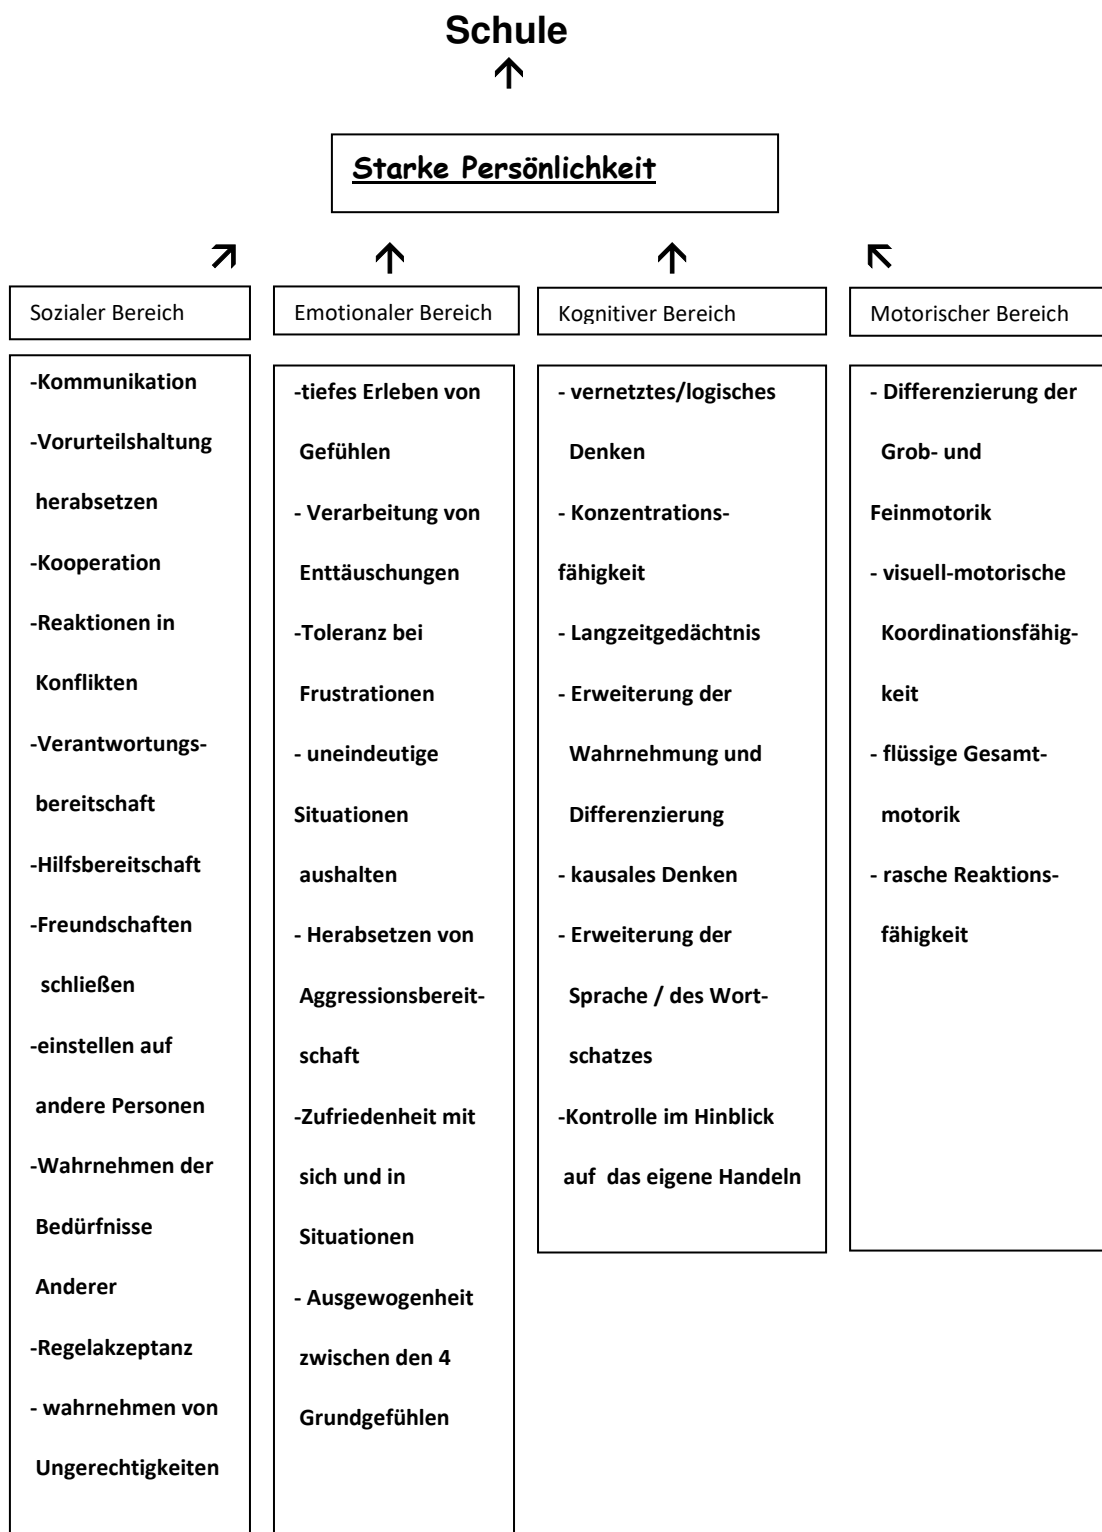 Schule
Starke Persönlichkeit
Sozialer Bereich
-Kommunikation
-Vorurteilshaltung
herabsetzen
-Kooperation
-Reaktionen in
Konflikten
-Verantwortungs-
bereitschaft
-Hilfsbereitschaft
-Freundschaften
schließen
-einstellen auf
andere Personen
-Wahrnehmen der
Bedürfnisse
Anderer
-Regelakzeptanz
- wahrnehmen von
Ungerechtigkeiten
Emotionaler Bereich
-tiefes Erleben von
Gefühlen
- Verarbeitung von
Enttäuschungen
-Toleranz bei
Frustrationen
- uneindeutige
Situationen
aushalten
- Herabsetzen von
Aggressionsbereit-
schaft
-Zufriedenheit mit
sich und in
Situationen
- Ausgewogenheit
zwischen den 4
Grundgefühlen
Kognitiver Bereich
- vernetztes/logisches
Denken
- Konzentrations-
fähigkeit
- Langzeitgedächtnis
- Erweiterung der
Wahrnehmung und
Differenzierung
- kausales Denken
- Erweiterung der
Sprache / des Wort-
schatzes
-Kontrolle im Hinblick
auf  das eigene Handeln
Motorischer Bereich
- Differenzierung der
Grob- und
Feinmotorik
- visuell-motorische
Koordinationsfähig-
keit
- flüssige Gesamt-
motorik
- rasche Reaktions-
fähigkeit